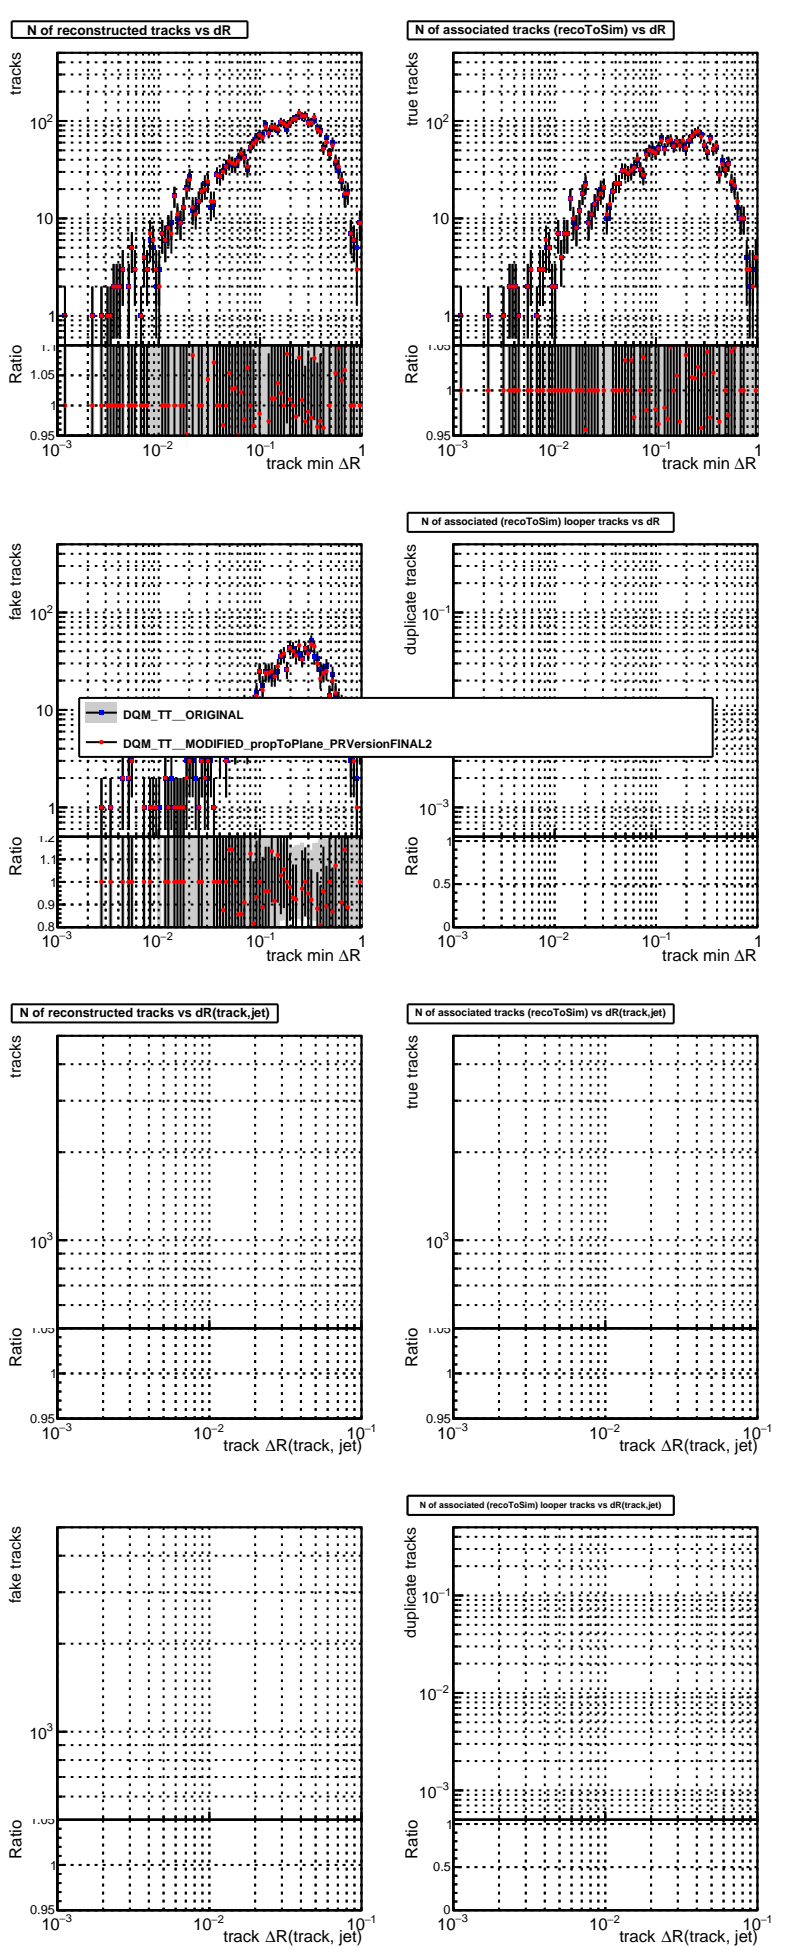 N of reconstructed tracks vs dR
tracks
10²
10
1
Ratio
1.1
1.05
1
0.95
10⁻³
10⁻²
10⁻¹
1
track min ΔR
N of associated tracks (recoToSim) vs dR
true tracks
10²
10
1
Ratio
1.05
1
0.95
10⁻³
10⁻²
10⁻¹
1
track min ΔR
fake tracks
10²
10
1
Ratio
1.2
1.1
1
0.9
0.8
10⁻³
10⁻²
10⁻¹
1
track min ΔR
N of associated (recoToSim) looper tracks vs dR
duplicate tracks
10⁻¹
10⁻³
Ratio
1
0.5
0
10⁻³
10⁻²
10⁻¹
1
track min ΔR
DQM_TT__ORIGINAL
DQM_TT__MODIFIED_propToPlane_PRVersionFINAL2
N of reconstructed tracks vs dR(track,jet)
tracks
10³
Ratio
1.05
1
0.95
10⁻³
10⁻²
10⁻¹
track ΔR(track, jet)
N of associated tracks (recoToSim) vs dR(track,jet)
true tracks
10³
Ratio
1.05
1
0.95
10⁻³
10⁻²
10⁻¹
track ΔR(track, jet)
fake tracks
10³
Ratio
1.05
1
0.95
10⁻³
10⁻²
10⁻¹
track ΔR(track, jet)
N of associated (recoToSim) looper tracks vs dR(track,jet)
duplicate tracks
10⁻¹
10⁻²
10⁻³
Ratio
1
0.5
0
10⁻³
10⁻²
10⁻¹
track ΔR(track, jet)